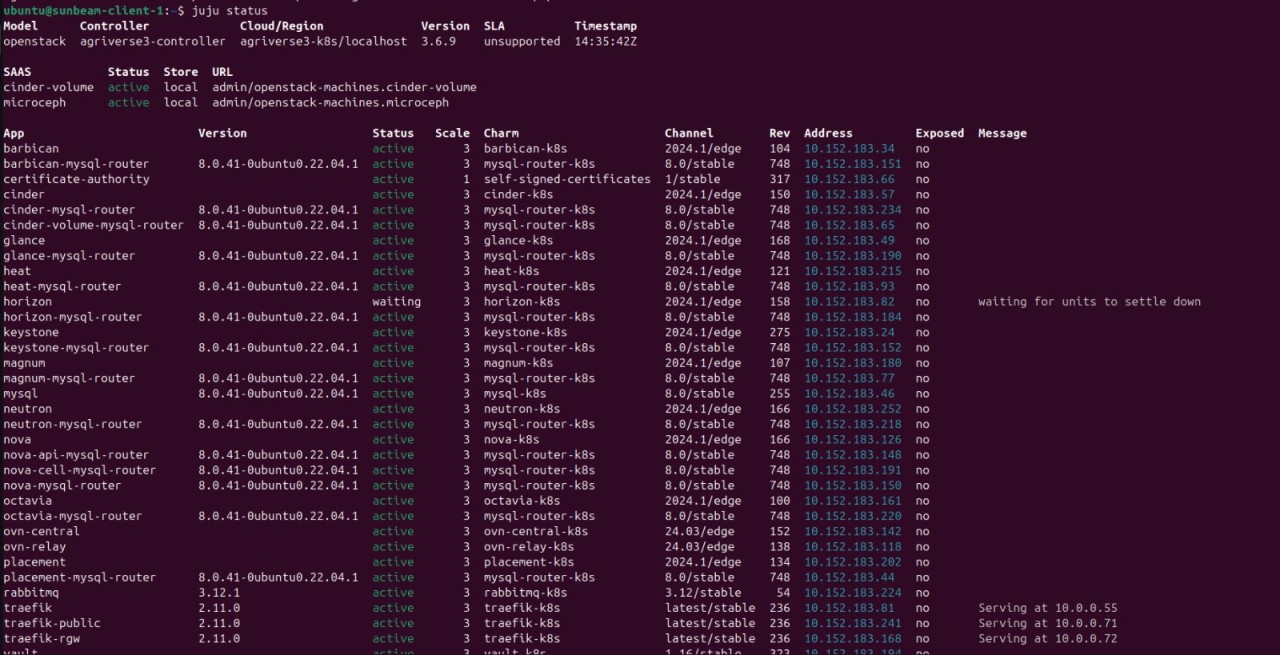 ubuntu@sunbeam-client-1:~$ juju status
Model Controller Cloud/Region Version SLA Timestamp
openstack agriverse3-controller agriverse3-k8s/localhost 3.6.9 unsupported 14:35:42Z
SAAS Status Store URL
cinder-volume active local admin/openstack-machines.cinder-volume
microceph active local admin/openstack-machines.microceph
App Version Status Scale Charm Channel Rev Address Exposed Message
barbican active 3 barbican-k8s 2024.1/edge 104 10.152.183.34 no
barbican-mysql-router 8.0.41-0ubuntu0.22.04.1 active 3 mysql-router-k8s 8.0/stable 748 10.152.183.151 no
certificate-authority active 1 self-signed-certificates 1/stable 317 10.152.183.66 no
cinder active 3 cinder-k8s 2024.1/edge 150 10.152.183.57 no
cinder-mysql-router 8.0.41-0ubuntu0.22.04.1 active 3 mysql-router-k8s 8.0/stable 748 10.152.183.234 no
cinder-volume-mysql-router 8.0.41-0ubuntu0.22.04.1 active 3 mysql-router-k8s 8.0/stable 748 10.152.183.65 no
glance active 3 glance-k8s 2024.1/edge 168 10.152.183.49 no
glance-mysql-router 8.0.41-0ubuntu0.22.04.1 active 3 mysql-router-k8s 8.0/stable 748 10.152.183.190 no
heat active 3 heat-k8s 2024.1/edge 121 10.152.183.215 no
heat-mysql-router 8.0.41-0ubuntu0.22.04.1 active 3 mysql-router-k8s 8.0/stable 748 10.152.183.93 no
horizon waiting 3 horizon-k8s 2024.1/edge 158 10.152.183.82 no waiting for units to settle down
horizon-mysql-router 8.0.41-0ubuntu0.22.04.1 active 3 mysql-router-k8s 8.0/stable 748 10.152.183.184 no
keystone active 3 keystone-k8s 2024.1/edge 275 10.152.183.24 no
keystone-mysql-router 8.0.41-0ubuntu0.22.04.1 active 3 mysql-router-k8s 8.0/stable 748 10.152.183.152 no
magnum active 3 magnum-k8s 2024.1/edge 107 10.152.183.180 no
magnum-mysql-router 8.0.41-0ubuntu0.22.04.1 active 3 mysql-router-k8s 8.0/stable 748 10.152.183.77 no
mysql 8.0.41-0ubuntu0.22.04.1 active 3 mysql-k8s 8.0/stable 255 10.152.183.46 no
neutron active 3 neutron-k8s 2024.1/edge 166 10.152.183.252 no
neutron-mysql-router 8.0.41-0ubuntu0.22.04.1 active 3 mysql-router-k8s 8.0/stable 748 10.152.183.218 no
nova active 3 nova-k8s 2024.1/edge 166 10.152.183.126 no
nova-api-mysql-router 8.0.41-0ubuntu0.22.04.1 active 3 mysql-router-k8s 8.0/stable 748 10.152.183.148 no
nova-cell-mysql-router 8.0.41-0ubuntu0.22.04.1 active 3 mysql-router-k8s 8.0/stable 748 10.152.183.191 no
nova-mysql-router 8.0.41-0ubuntu0.22.04.1 active 3 mysql-router-k8s 8.0/stable 748 10.152.183.150 no
octavia active 3 octavia-k8s 2024.1/edge 100 10.152.183.161 no
octavia-mysql-router 8.0.41-0ubuntu0.22.04.1 active 3 mysql-router-k8s 8.0/stable 748 10.152.183.220 no
ovn-central active 3 ovn-central-k8s 24.03/edge 152 10.152.183.142 no
ovn-relay active 3 ovn-relay-k8s 24.03/edge 138 10.152.183.118 no
placement active 3 placement-k8s 2024.1/edge 134 10.152.183.202 no
placement-mysql-router 8.0.41-0ubuntu0.22.04.1 active 3 mysql-router-k8s 8.0/stable 748 10.152.183.44 no
rabbitmq 3.12.1 active 3 rabbitmq-k8s 3.12/stable 54 10.152.183.224 no
traefik 2.11.0 active 3 traefik-k8s latest/stable 236 10.152.183.81 no Serving at 10.0.0.55
traefik-public 2.11.0 active 3 traefik-k8s latest/stable 236 10.152.183.241 no Serving at 10.0.0.71
traefik-rgw 2.11.0 active 3 traefik-k8s latest/stable 236 10.152.183.168 no Serving at 10.0.0.72
vault active 3 vault-k8s 1.16/stable 323 10.152.183.194 no